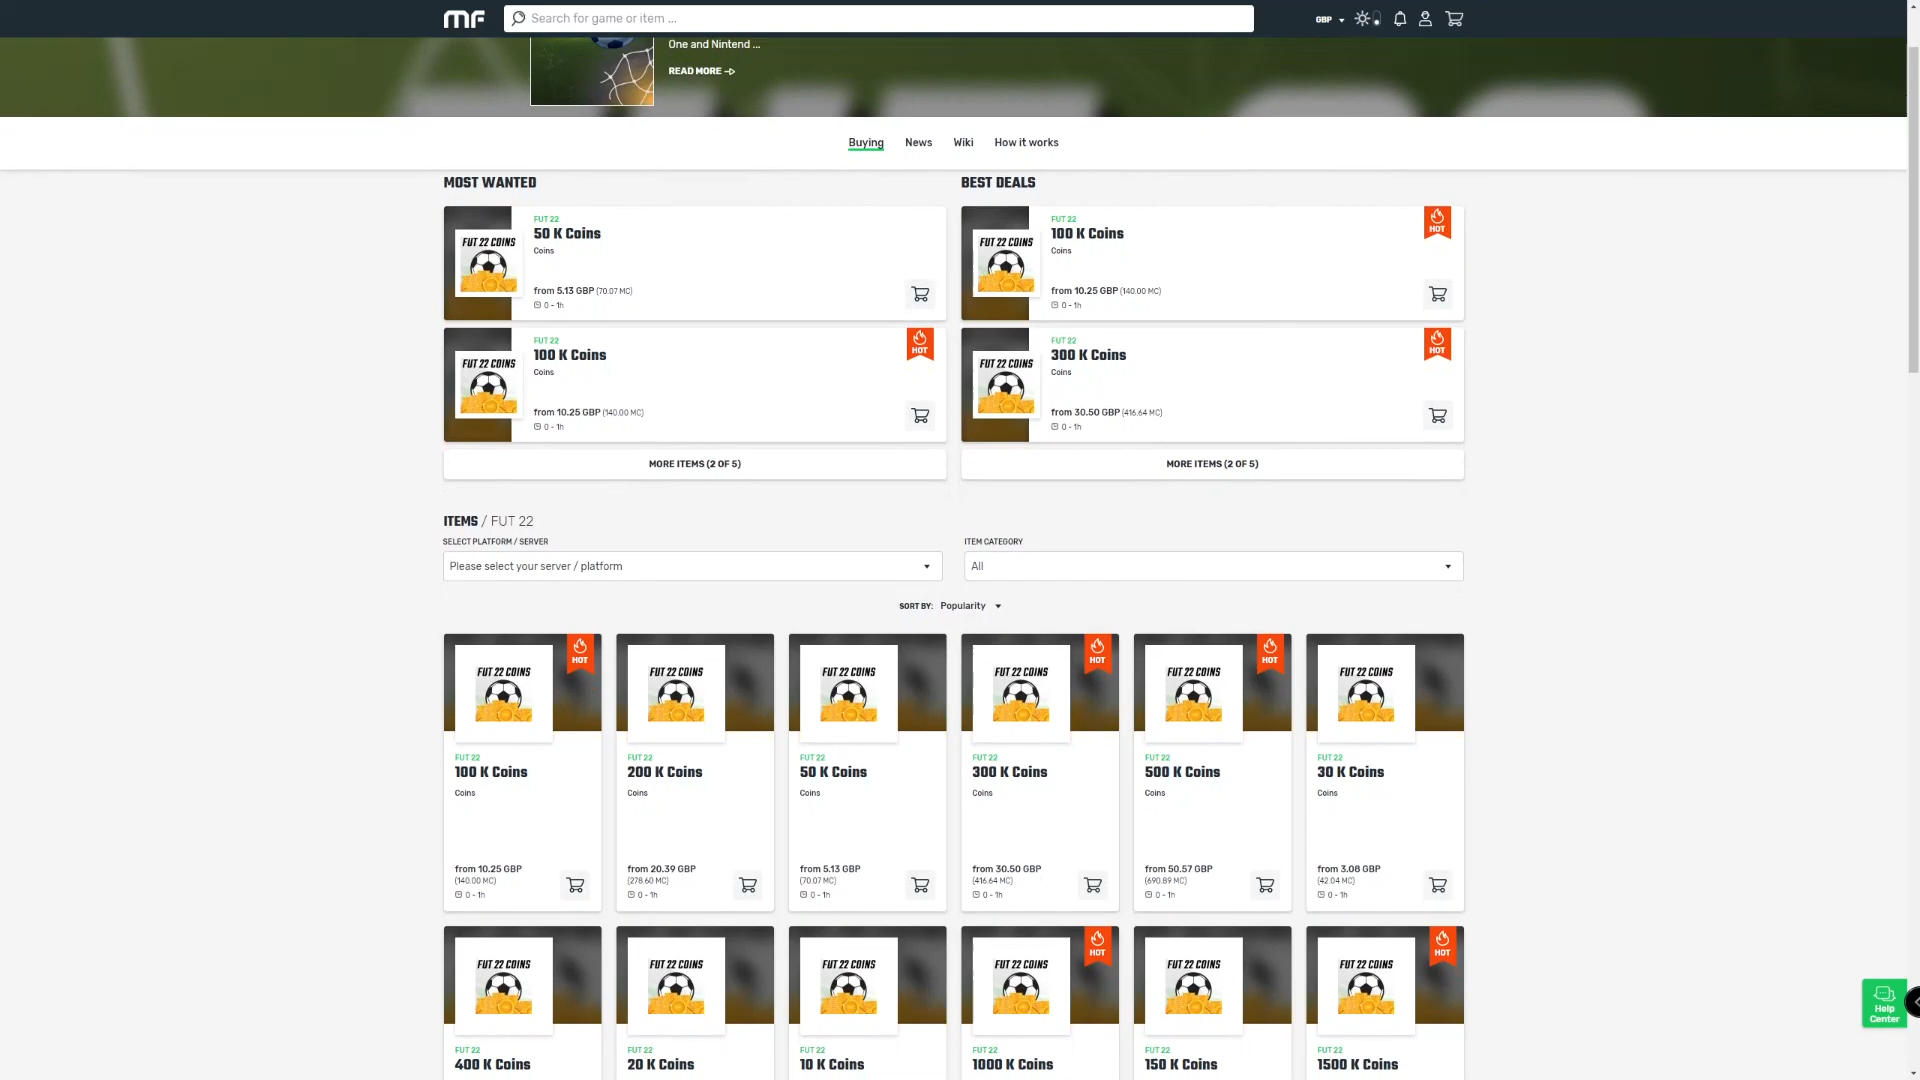 MF
Search for game or item ...
GBP
One and Nintend ...
READ MORE
Buying
News
Wiki
How it works
MOST WANTED
FUT 22 COINS
FUT 22
50 K Coins
Coins
from 5.13 GBP (70.07 MC)
0 - 1h
FUT 22 COINS
FUT 22
100 K Coins
Coins
from 10.25 GBP (140.00 MC)
0 - 1h
HOT
MORE ITEMS (2 OF 5)
BEST DEALS
FUT 22 COINS
FUT 22
100 K Coins
Coins
from 10.25 GBP (140.00 MC)
0 - 1h
HOT
FUT 22 COINS
FUT 22
300 K Coins
Coins
from 30.50 GBP (416.64 MC)
0 - 1h
HOT
MORE ITEMS (2 OF 5)
ITEMS / FUT 22
SELECT PLATFORM / SERVER
Please select your server / platform
ITEM CATEGORY
All
SORT BY: Popularity
HOT
FUT 22 COINS
FUT 22
100 K Coins
Coins
from 10.25 GBP
(140.00 MC)
0 - 1h
FUT 22 COINS
FUT 22
200 K Coins
Coins
from 20.39 GBP
(278.60 MC)
0 - 1h
FUT 22 COINS
FUT 22
50 K Coins
Coins
from 5.13 GBP
(70.07 MC)
0 - 1h
HOT
FUT 22 COINS
FUT 22
300 K Coins
Coins
from 30.50 GBP
(416.64 MC)
0 - 1h
HOT
FUT 22 COINS
FUT 22
500 K Coins
Coins
from 50.57 GBP
(690.89 MC)
0 - 1h
FUT 22 COINS
FUT 22
30 K Coins
Coins
from 3.08 GBP
(42.04 MC)
0 - 1h
FUT 22 COINS
FUT 22
400 K Coins
FUT 22 COINS
FUT 22
20 K Coins
FUT 22 COINS
FUT 22
10 K Coins
HOT
FUT 22 COINS
FUT 22
1000 K Coins
FUT 22 COINS
FUT 22
150 K Coins
HOT
FUT 22 COINS
FUT 22
1500 K Coins
Help
Center